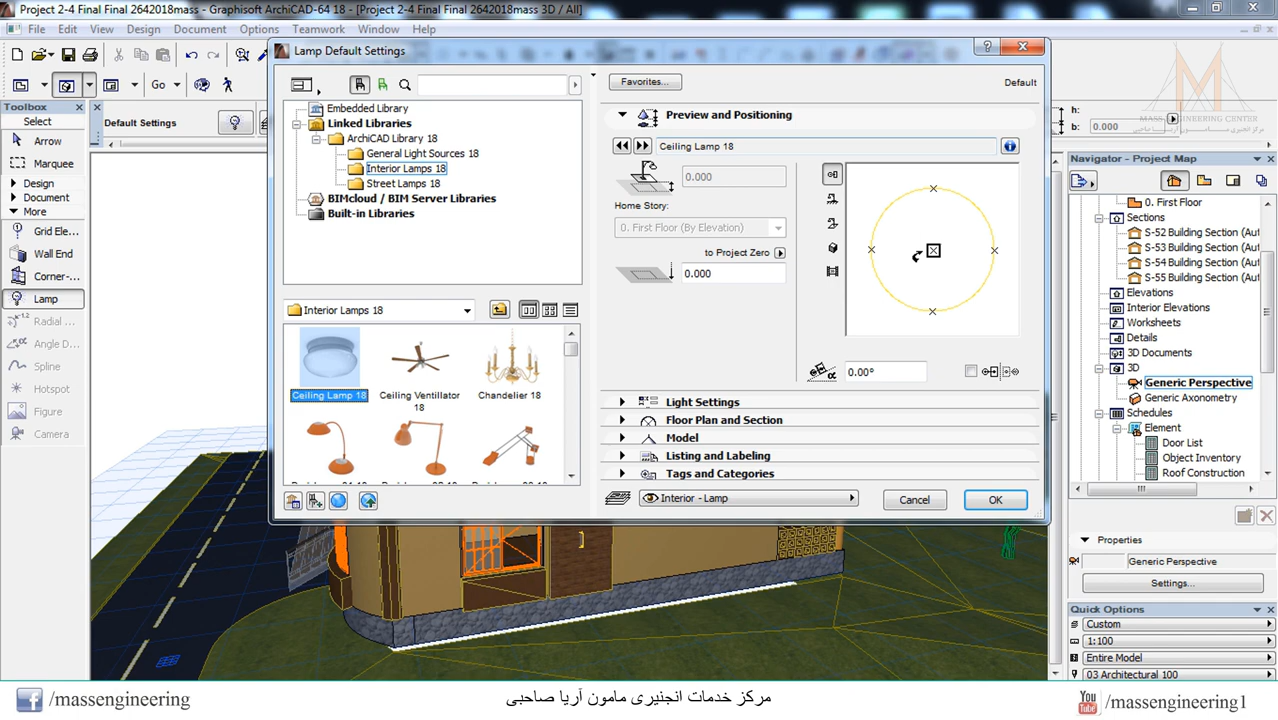 Project 2-4 Final Final 2642018mass - Graphisoft ArchiCAD-64 18 - [Project 2-4 Final Final 2642018mass 3D / All]
File Edit View Design Document Options Teamwork Window Help
Lamp Default Settings
Go
Toolbox
Select
Arrow
Marquee
Design
Document
More
Grid Ele...
Wall End
Corner-...
Lamp
Radial ...
Angle D...
Spline
Hotspot
Figure
Camera
Default Settings
Embedded Library
Linked Libraries
ArchiCAD Library 18
General Light Sources 18
Interior Lamps 18
Street Lamps 18
BIMcloud / BIM Server Libraries
Built-in Libraries
Interior Lamps 18
Ceiling Lamp 18
Ceiling Ventillator 18
Chandelier 18
Favorites...
Default
Preview and Positioning
Ceiling Lamp 18
0.000
Home Story:
0. First Floor (By Elevation)
to Project Zero
0.000
0.00°
Light Settings
Floor Plan and Section
Model
Listing and Labeling
Tags and Categories
Interior - Lamp
Cancel
OK
MASS ENGINEERING CENTER
h:
b: 0.000
Navigator - Project Map
0. First Floor
Sections
S-52 Building Section (Aut
S-53 Building Section (Aut
S-54 Building Section (Aut
S-55 Building Section (Aut
Elevations
Interior Elevations
Worksheets
Details
3D Documents
3D
Generic Perspective
Generic Axonometry
Schedules
Element
Door List
Object Inventory
Roof Construction
Properties
Generic Perspective
Settings...
Quick Options
Custom
1:100
Entire Model
03 Architectural 100
/massengineering
مرکز خدمات انجنیری مامون آریا صاحبی
You Tube
/massengineering1